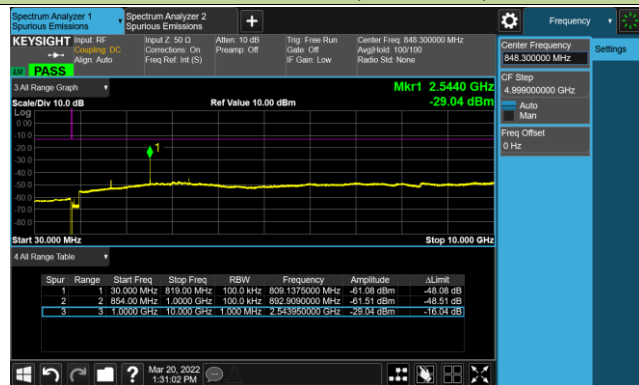 Spectrum Analyzer 1
Spurious Emissions
Spectrum Analyzer 2
Spurious Emissions
+
Frequency
KEYSIGHT
Input: RF
Coupling: DC
Align: Auto
Input Z: 50 Ω
Corrections: On
Freq Ref: Int (S)
Atten: 10 dB
Preamp: Off
Trig: Free Run
Gate: Off
IF Gain: Low
Center Freq: 848.300000 MHz
Avg|Hold: 100/100
Radio Std: None
LW PASS
Center Frequency
848.300000 MHz
Settings
CF Step
4.999000000 GHz
Auto
Man
Freq Offset
0 Hz
3 All Range Graph
Mkr1 2.5440 GHz
Scale/Div 10.0 dB
Ref Value 10.00 dBm
-29.04 dBm
Log
0.00
-10.0
-20.0
-30.0
-40.0
-50.0
-60.0
-70.0
-80.0
1
Start 30.000 MHz
Stop 10.000 GHz
4 All Range Table
Spur Range Start Freq Stop Freq RBW Frequency Amplitude ΔLimit
1 1 30.000 MHz 819.00 MHz 100.0 kHz 809.1375000 MHz -61.08 dBm -48.08 dB
2 2 854.00 MHz 1.0000 GHz 100.0 kHz 892.9090000 MHz -61.51 dBm -48.51 dB
3 3 1.0000 GHz 10.000 GHz 1.000 MHz 2.543950000 GHz -29.04 dBm -16.04 dB
?
Mar 20, 2022
1:31:02 PM